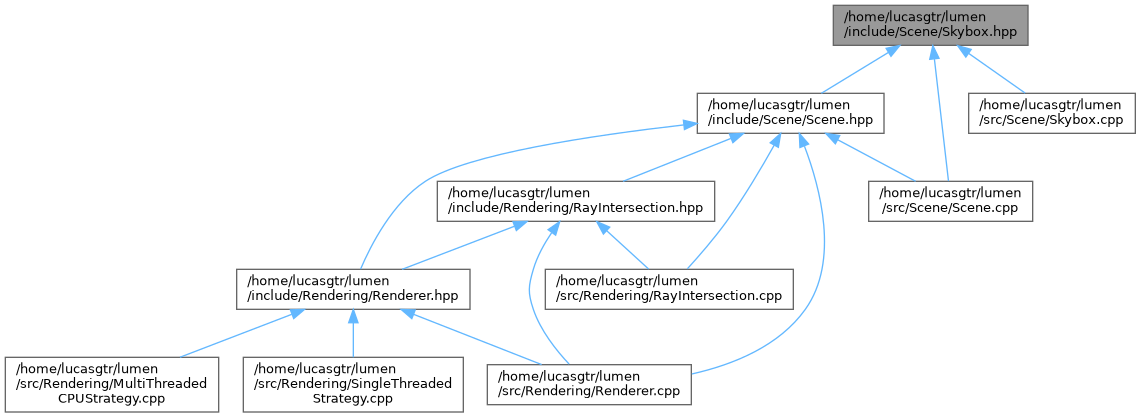 /home/lucasgtr/lumen
/include/Scene/Skybox.hpp
/home/lucasgtr/lumen
/include/Scene/Scene.hpp
/home/lucasgtr/lumen
/src/Scene/Skybox.cpp
/home/lucasgtr/lumen
/include/Rendering/RayIntersection.hpp
/home/lucasgtr/lumen
/src/Scene/Scene.cpp
/home/lucasgtr/lumen
/include/Rendering/Renderer.hpp
/home/lucasgtr/lumen
/src/Rendering/RayIntersection.cpp
/home/lucasgtr/lumen
/src/Rendering/MultiThreaded
CPUStrategy.cpp
/home/lucasgtr/lumen
/src/Rendering/SingleThreaded
Strategy.cpp
/home/lucasgtr/lumen
/src/Rendering/Renderer.cpp